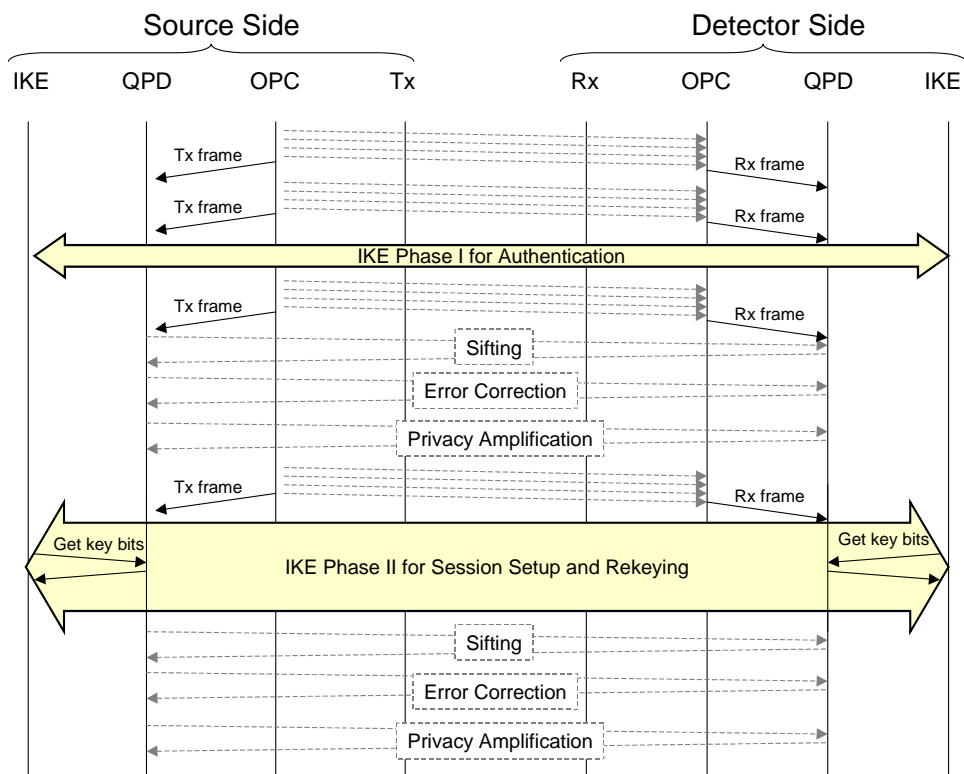 Source Side
Detector Side
IKE QPD OPC Tx Rx OPC QPD IKE
Tx frame
Rx frame
Tx frame
Rx frame
IKE Phase I for Authentication
Tx frame
Rx frame
Sifting
Error Correction
Privacy Amplification
Tx frame
Rx frame
Get key bits
Get key bits
IKE Phase II for Session Setup and Rekeying
Sifting
Error Correction
Privacy Amplification